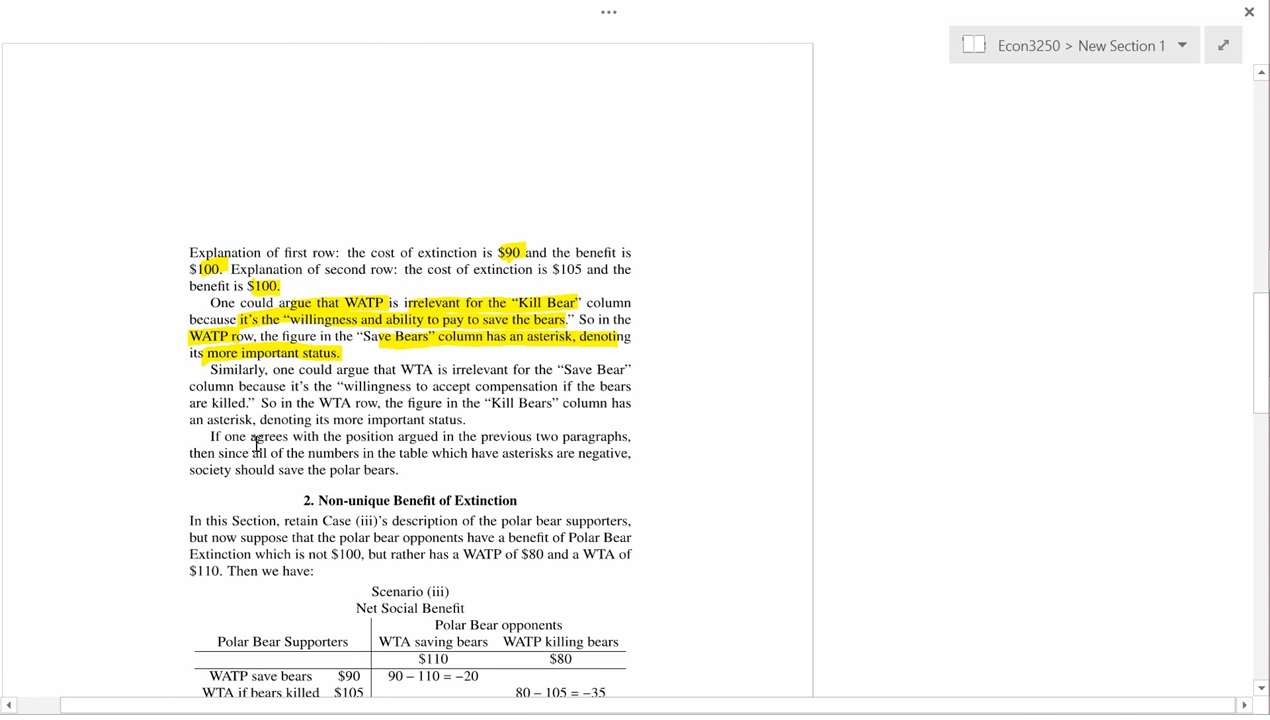 Econ3250 > New Section 1
Explanation of first row: the cost of extinction is $90 and the benefit is
$100. Explanation of second row: the cost of extinction is $105 and the
benefit is $100.
One could argue that WATP is irrelevant for the “Kill Bear” column
because it’s the “willingness and ability to pay to save the bears.” So in the
WATP row, the figure in the “Save Bears” column has an asterisk, denoting
its more important status.
Similarly, one could argue that WTA is irrelevant for the “Save Bear”
column because it’s the “willingness to accept compensation if the bears
are killed.” So in the WTA row, the figure in the “Kill Bears” column has
an asterisk, denoting its more important status.
If one agrees with the position argued in the previous two paragraphs,
then since all of the numbers in the table which have asterisks are negative,
society should save the polar bears.
2. Non-unique Benefit of Extinction
In this Section, retain Case (iii)’s description of the polar bear supporters,
but now suppose that the polar bear opponents have a benefit of Polar Bear
Extinction which is not $100, but rather has a WATP of $80 and a WTA of
$110. Then we have:
Scenario (iii)
Net Social Benefit
Polar Bear opponents
Polar Bear Supporters WTA saving bears WATP killing bears
$110 $80
WATP save bears $90 90 – 110 = –20
WTA if bears killed $105 80 – 105 = –35